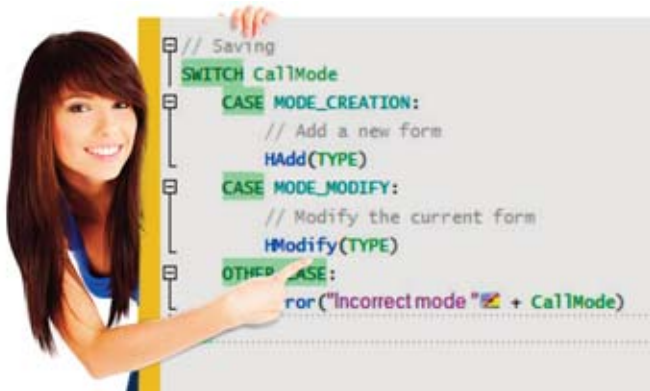 // Saving
SWITCH CallMode
CASE MODE_CREATION:
// Add a new form
HAdd(TYPE)
CASE MODE_MODIFY:
// Modify the current form
HModify(TYPE)
OTHER CASE:
ror("Incorrect mode " + CallMode)